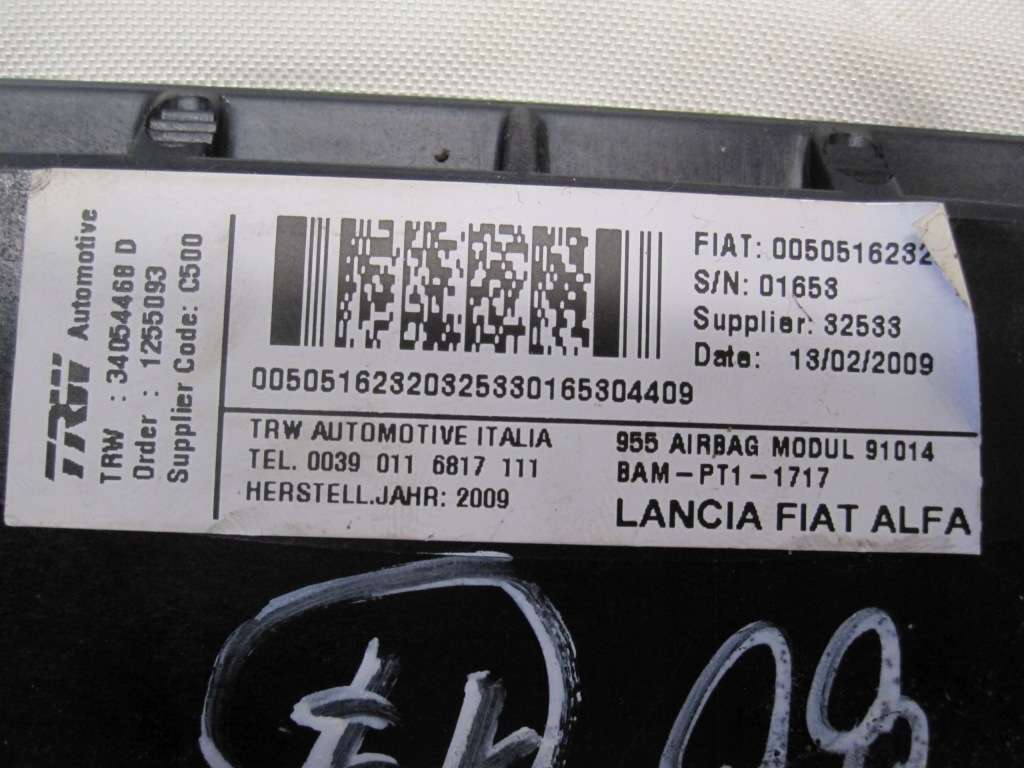 TRW Automotive
TRW : 34054468 D
Order : 1255093
Supplier Code: C500
FIAT: 0050516232
S/N: 01653
Supplier: 32533
Date: 13/02/2009
00505162320325330165304409
TRW AUTOMOTIVE ITALIA
TEL. 0039 011 6817 111
HERSTELL.JAHR: 2009
955 AIRBAG MODUL 91014
BAM-PT1-1717
LANCIA FIAT ALFA